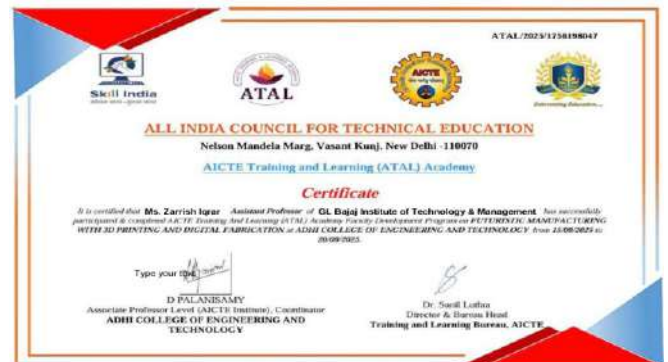 ATAL/2025/1756198047
Skill India
ATAL
AICTE
ALL INDIA COUNCIL FOR TECHNICAL EDUCATION
Nelson Mandela Marg, Vasant Kunj, New Delhi -110070
AICTE Training and Learning (ATAL) Academy
Certificate
It is certified that Ms. Zarrish Iqrar Assistant Professor of GL Bajaj Institute of Technology & Management has successfully
participated & completed AICTE Training And Learning (ATAL) Academy Faculty Development Program on FUTURISTIC MANUFACTURING
WITH 3D PRINTING AND DIGITAL FABRICATION at ADHI COLLEGE OF ENGINEERING AND TECHNOLOGY from 15/09/2025 to
20/09/2025.
Type your text
D PALANISAMY
Associate Professor Level (AICTE Institute), Coordinator
ADHI COLLEGE OF ENGINEERING AND
TECHNOLOGY
Dr. Sunil Luthra
Director & Bureau Head
Training and Learning Bureau, AICTE